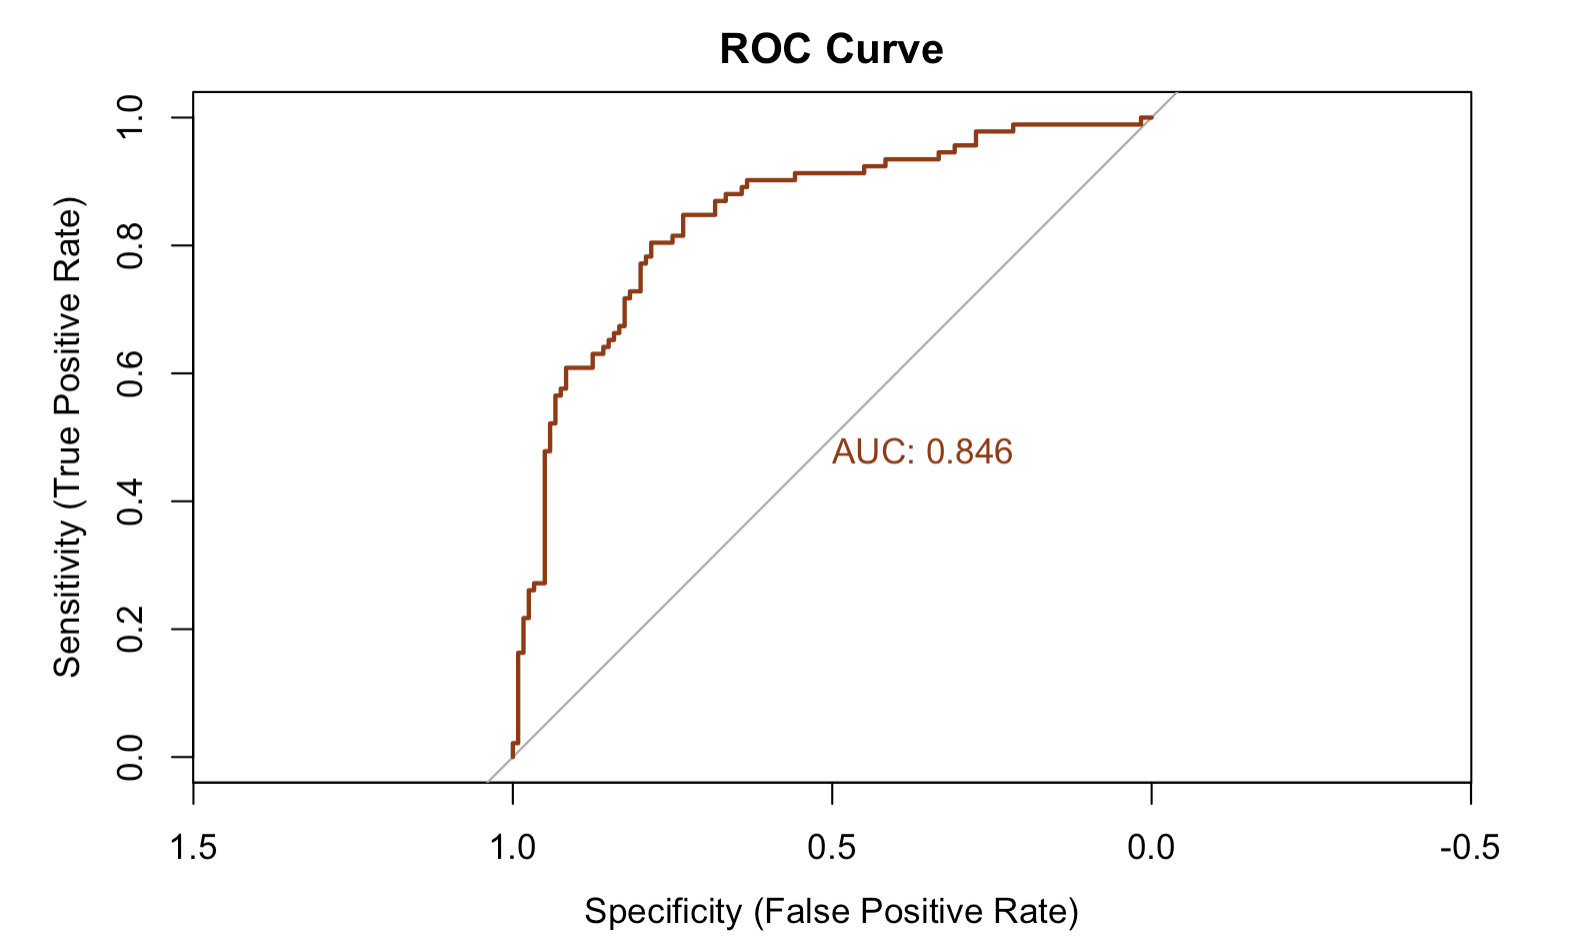 ROC Curve
Sensitivity (True Positive Rate)
1.0
0.8
0.6
0.4
0.2
0.0
AUC: 0.846
1.5 1.0 0.5 0.0 -0.5
Specificity (False Positive Rate)